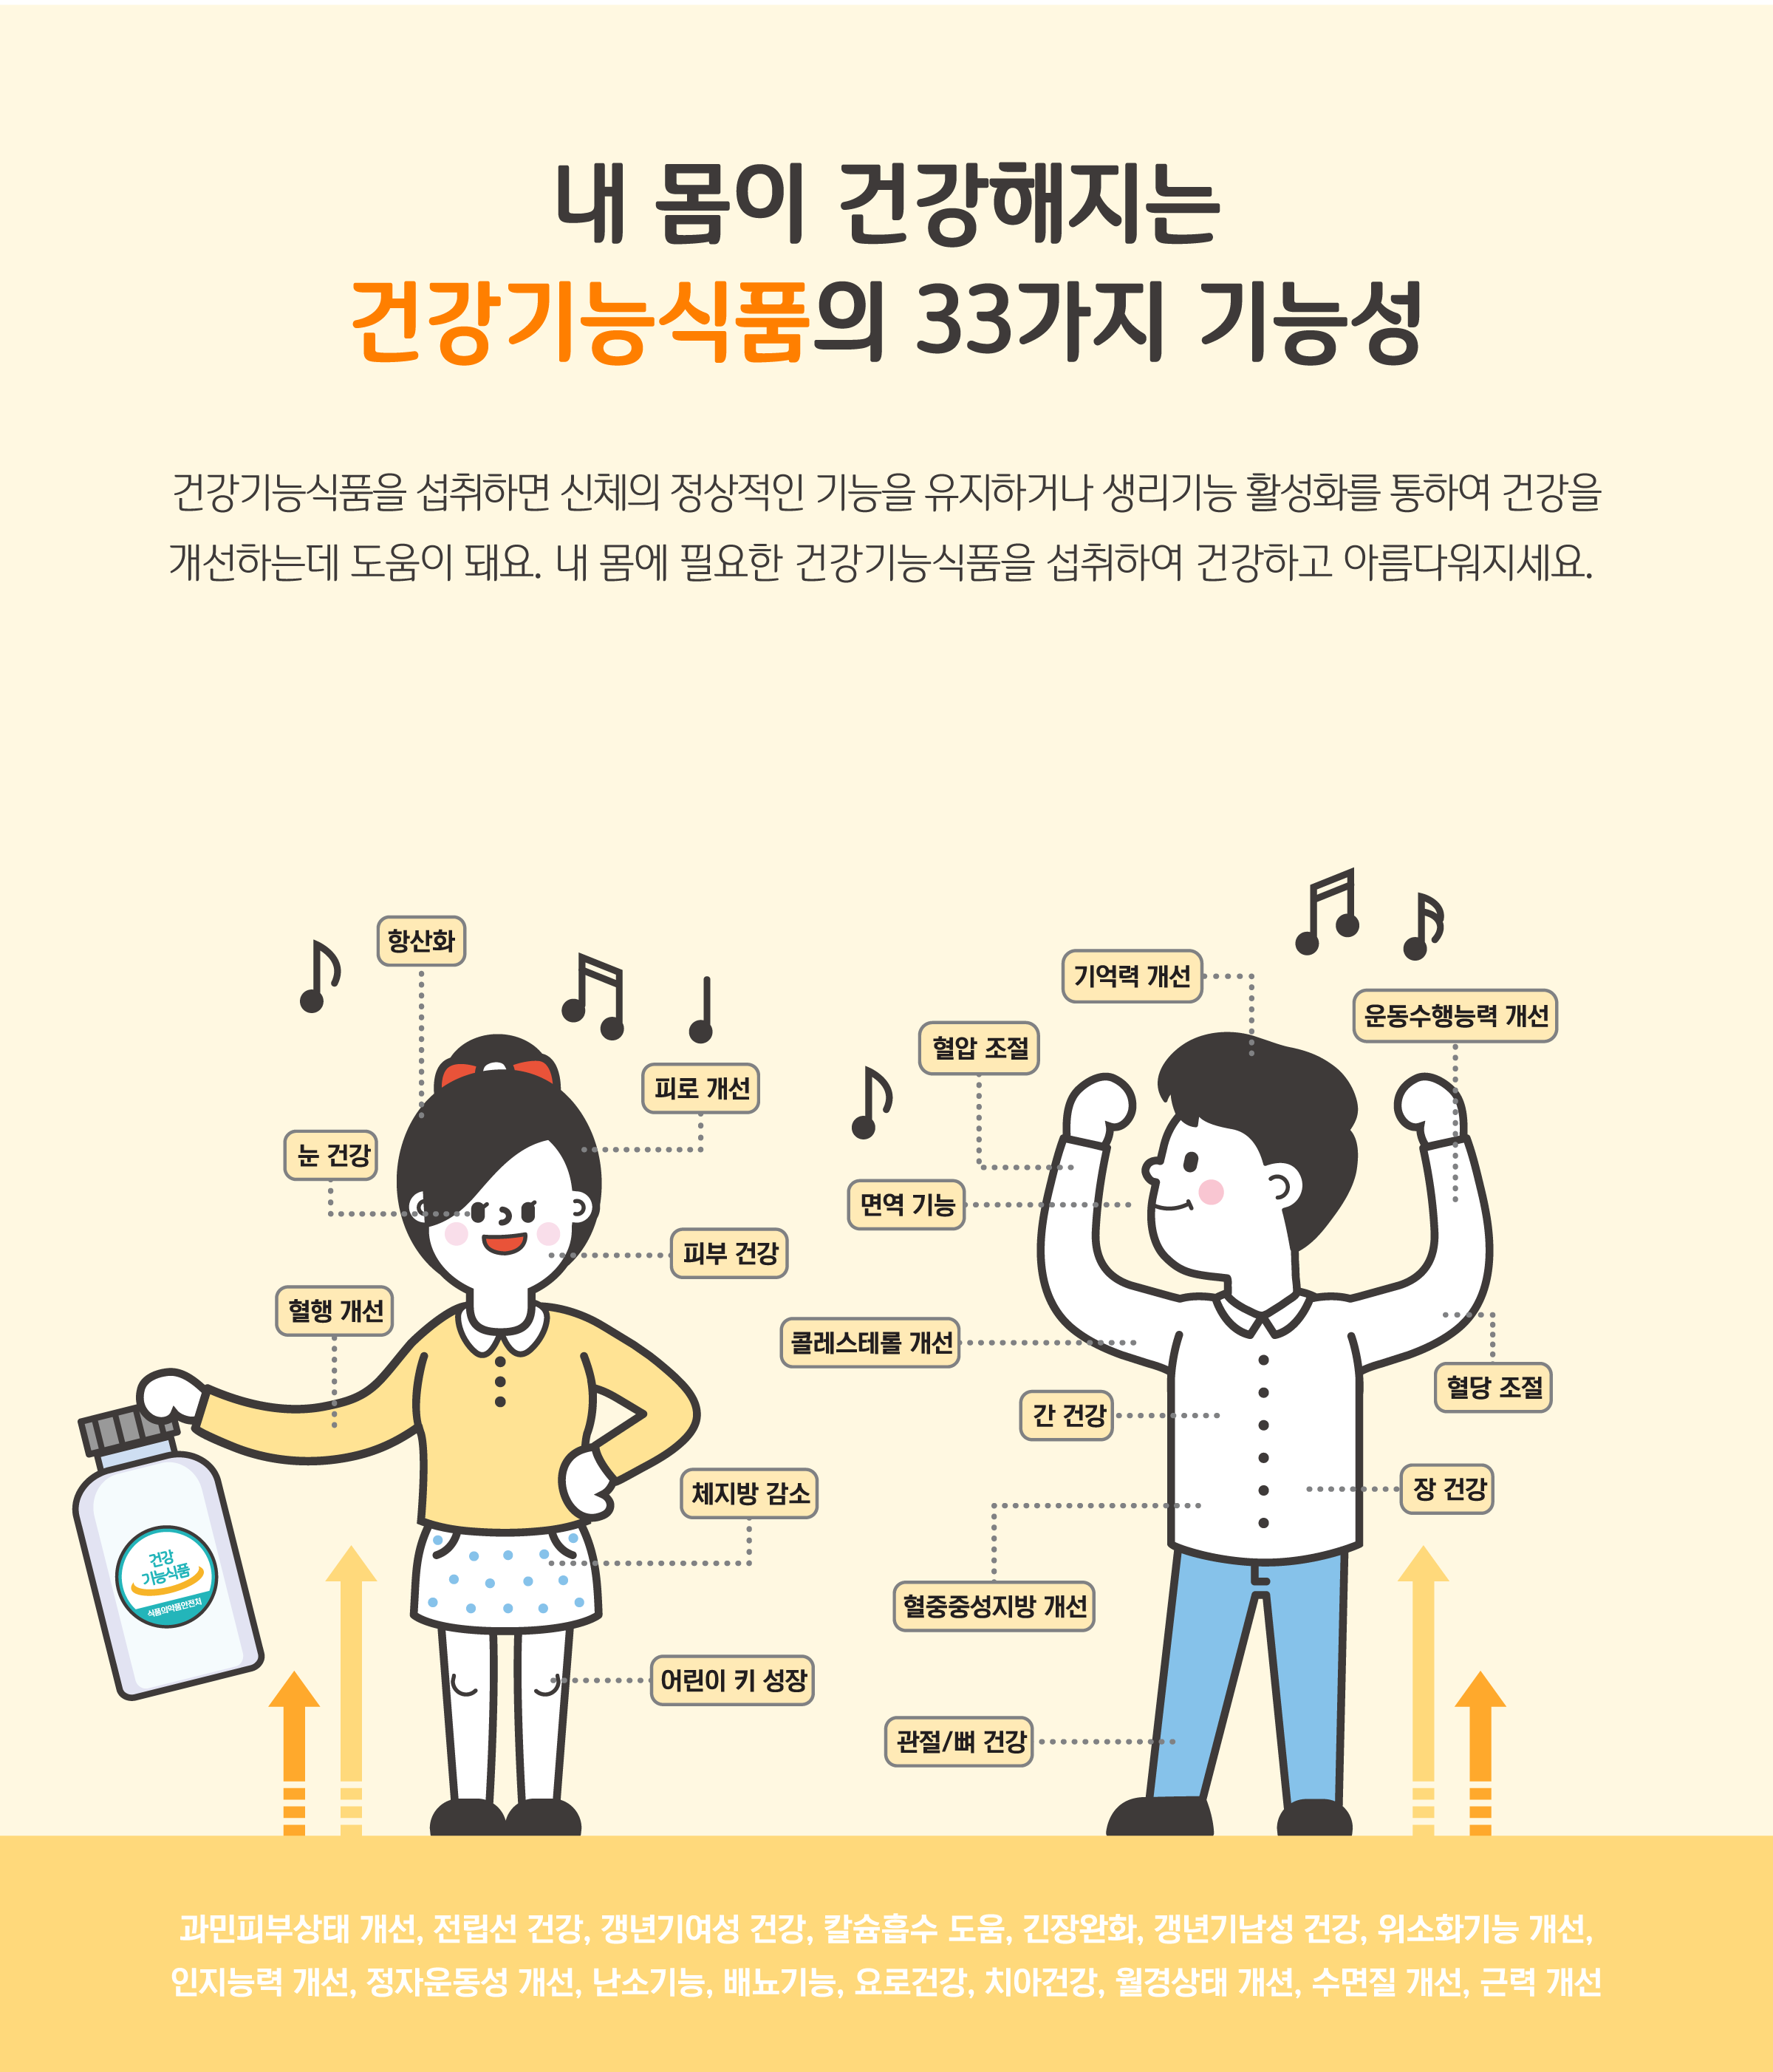 내 몸이 건강해지는
건강기능식품의 33가지 기능성
건강기능식품을 섭취하면 신체의 정상적인 기능을 유지하거나 생리기능 활성화를 통하여 건강을
개선하는데 도움이 돼요. 내 몸에 필요한 건강기능식품을 섭취하여 건강하고 아름다워지세요.
항산화
피로 개선
눈 건강
피부 건강
혈행 개선
체지방 감소
어린이 키 성장
건강
기능식품
식품의약품안전처
기억력 개선
운동수행능력 개선
혈압 조절
면역 기능
콜레스테롤 개선
혈당 조절
간 건강
장 건강
혈중중성지방 개선
관절/뼈 건강
과민피부상태 개선, 전립선 건강, 갱년기여성 건강, 칼슘흡수 도움, 긴장완화, 갱년기남성 건강, 위소화기능 개선,
인지능력 개선, 정자운동성 개선, 난소기능, 배뇨기능, 요로건강, 치아건강, 월경상태 개션, 수면질 개선, 근력 개선